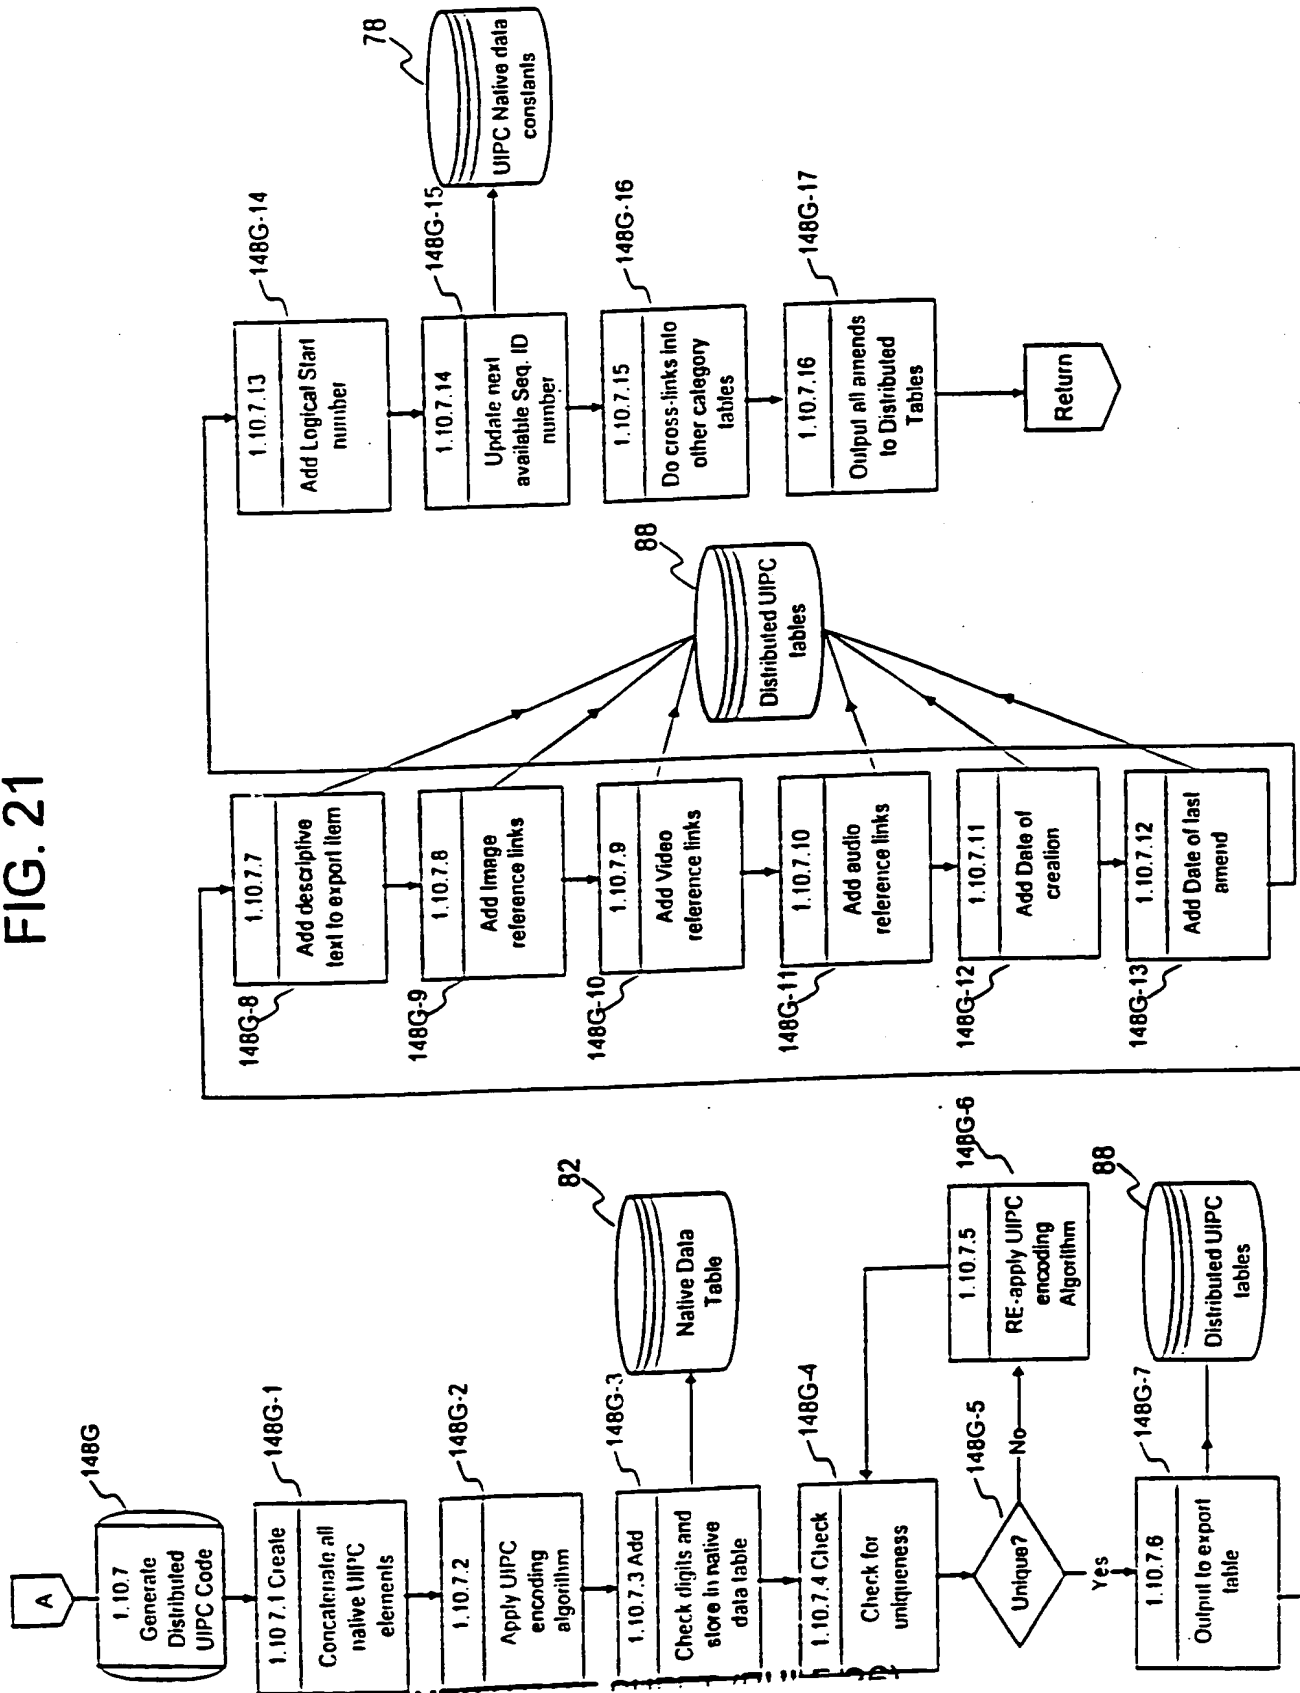 FIG. 21
A
1.10.7
Generate
Distributed
UIPC Code
148G
1.10 7.1 Create
Concatenate all
native UIPC
elements
148G-1
1.10.7.2
Apply UIPC
encoding
algorithm
148G-2
1.10.7.3 Add
Check digits and
store in native
data table
148G-3
Native Data
Table
82
1.10.7.4 Check
Check for
uniqueness
148G-4
Unique?
148G-5
No
Yes
1.10.7.5
RE-apply UIPC
encoding
Algorithm
148G-6
1.10.7.6
Output to export
table
148G-7
Distributed UIPC
tables
88
1.10.7.7
Add descriptive
text to export item
148G-8
1.10.7.8
Add Image
reference links
148G-9
1.10.7.9
Add Video
reference links
148G-10
1.10.7.10
Add audio
reference links
148G-11
1.10.7.11
Add Date of
creation
148G-12
1.10.7.12
Add Date of last
amend
148G-13
Distributed UIPC
tables
88
1.10.7.13
Add Logical Start
number
148G-14
1.10.7.14
Update next
available Seq. ID
number
148G-15
UIPC Native data
constants
78
1.10.7.15
Do cross-links into
other category
tables
148G-16
1.10.7.16
Output all amends
to Distributed
Tables
148G-17
Return